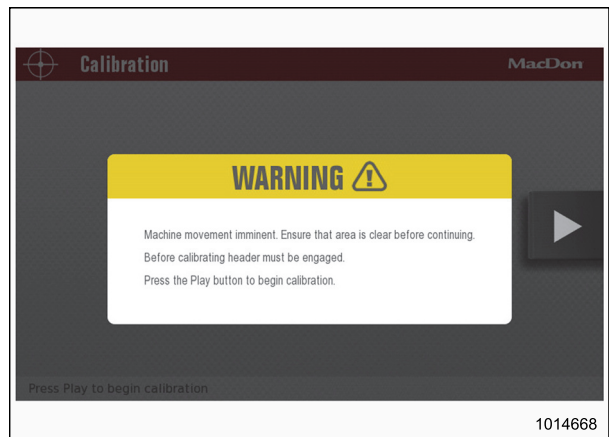 Calibration
MacDon
WARNING
Machine movement imminent. Ensure that area is clear before continuing.
Before calibrating header must be engaged.
Press the Play button to begin calibration.
Press Play to begin calibration
1014668